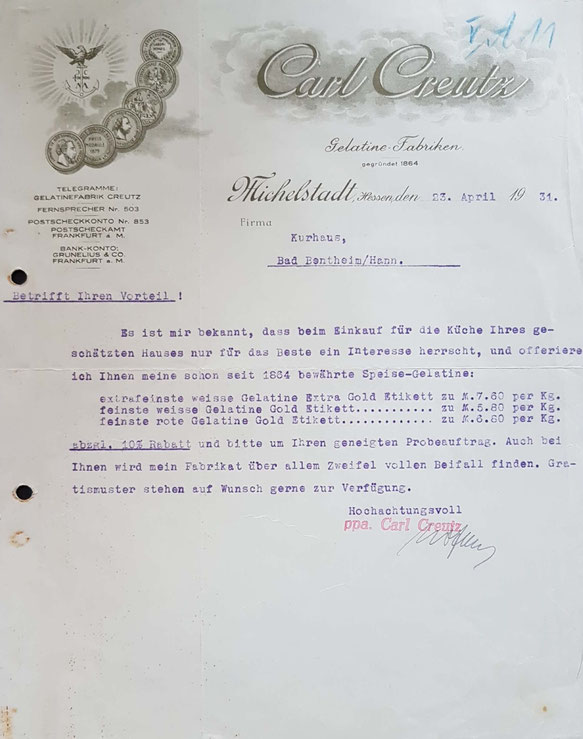 V A 11
Carl Creutz
Gelatine-Fabriken.
gegründet 1864
TELEGRAMME:
GELATINEFABRIK CREUTZ
FERNSPRECHER Nr. 503
POSTSCHECKKONTO Nr. 853
POSTSCHECKAMT
FRANKFURT a. M.
BANK-KONTO:
GRUNELIUS & CO.
FRANKFURT a. M.
Michelstadt, Hessen, den 23. April 1931.
Firma
Kurhaus,
Bad Bentheim/Hann.
Betrifft Ihren Vorteil !
Es ist mir bekannt, dass beim Einkauf für die Küche Ihres ge-
schätzten Hauses nur für das Beste ein Interesse herrscht, und offeriere
ich Ihnen meine schon seit 1864 bewährte Speise-Gelatine:
extrafeinste weisse Gelatine Extra Gold Etikett zu M.7.60 per Kg.
feinste weisse Gelatine Gold Etikett............ zu M.5.80 per Kg.
feinste rote Gelatine Gold Etikett............. zu M.6.60 per Kg.
abzgl. 10% Rabatt und bitte um Ihren geneigten Probeauftrag. Auch bei
Ihnen wird mein Fabrikat über allem Zweifel vollen Beifall finden. Gra-
tismuster stehen auf Wunsch gerne zur Verfügung.
Hochachtungsvoll
ppa. Carl Creutz